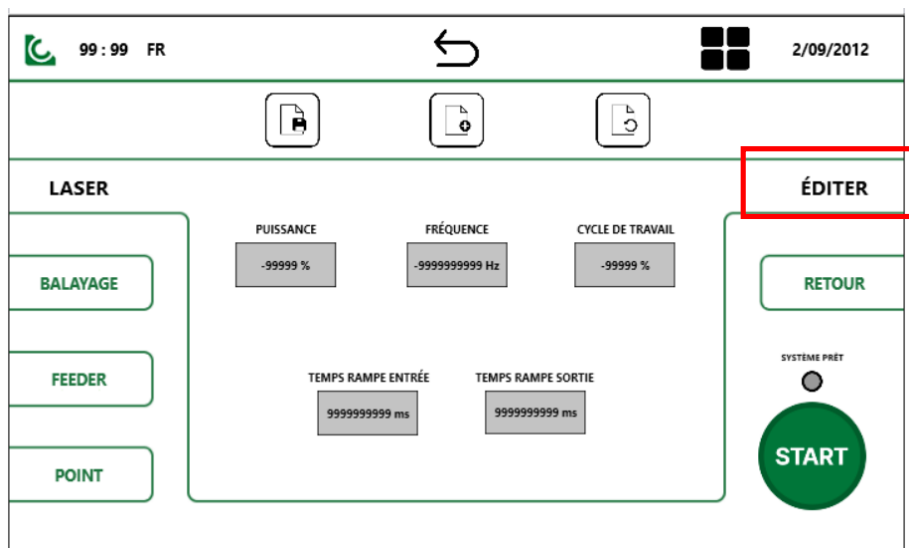 99 : 99 FR 2/09/2012
LASER ÉDITER
PUISSANCE FRÉQUENCE CYCLE DE TRAVAIL
-99999 % -9999999999 Hz -99999 %
BALAYAGE RETOUR
SYSTÈME PRÊT
FEEDER TEMPS RAMPE ENTRÉE TEMPS RAMPE SORTIE
9999999999 ms 9999999999 ms
START
POINT